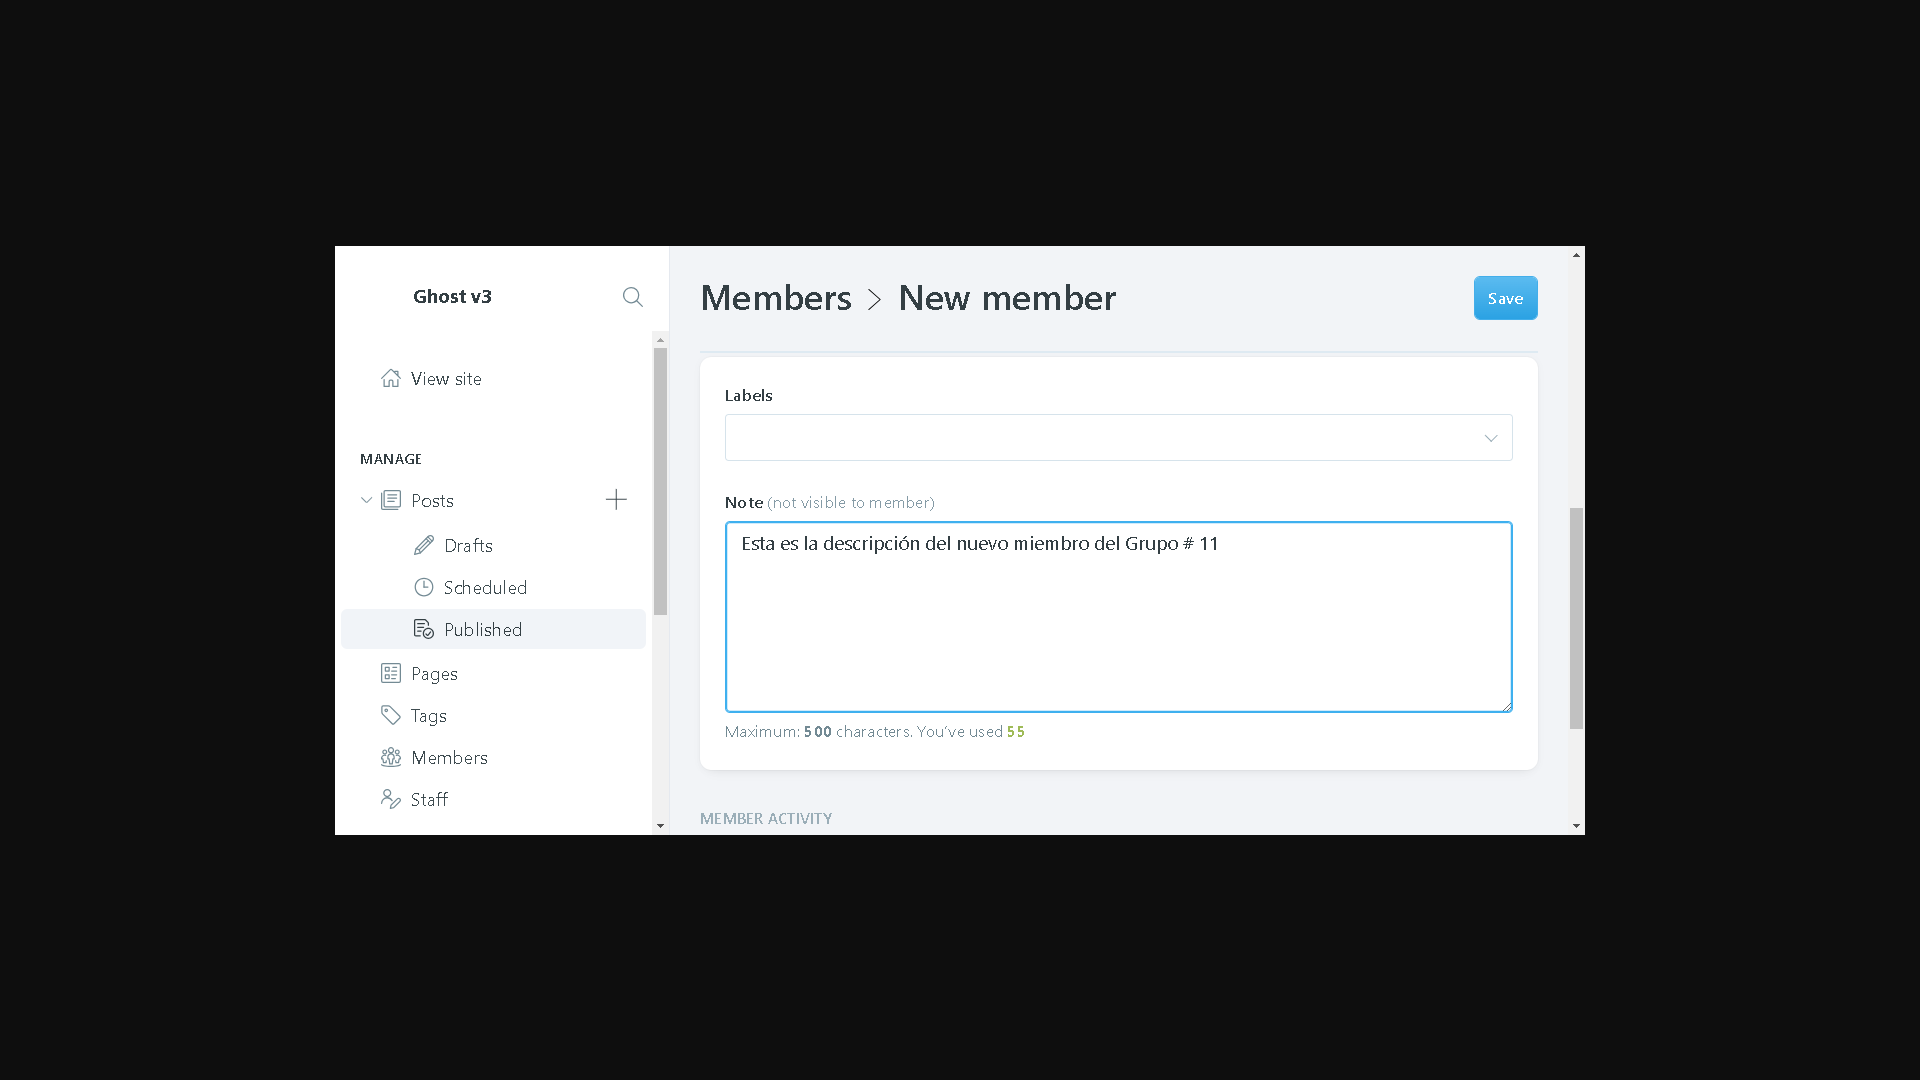 Ghost v3
View site
MANAGE
Posts
Drafts
Scheduled
Published
Pages
Tags
Members
Staff
Members > New member
Save
Labels
Note (not visible to member)
Esta es la descripción del nuevo miembro del Grupo # 11
Maximum: 500 characters. You’ve used 55
MEMBER ACTIVITY